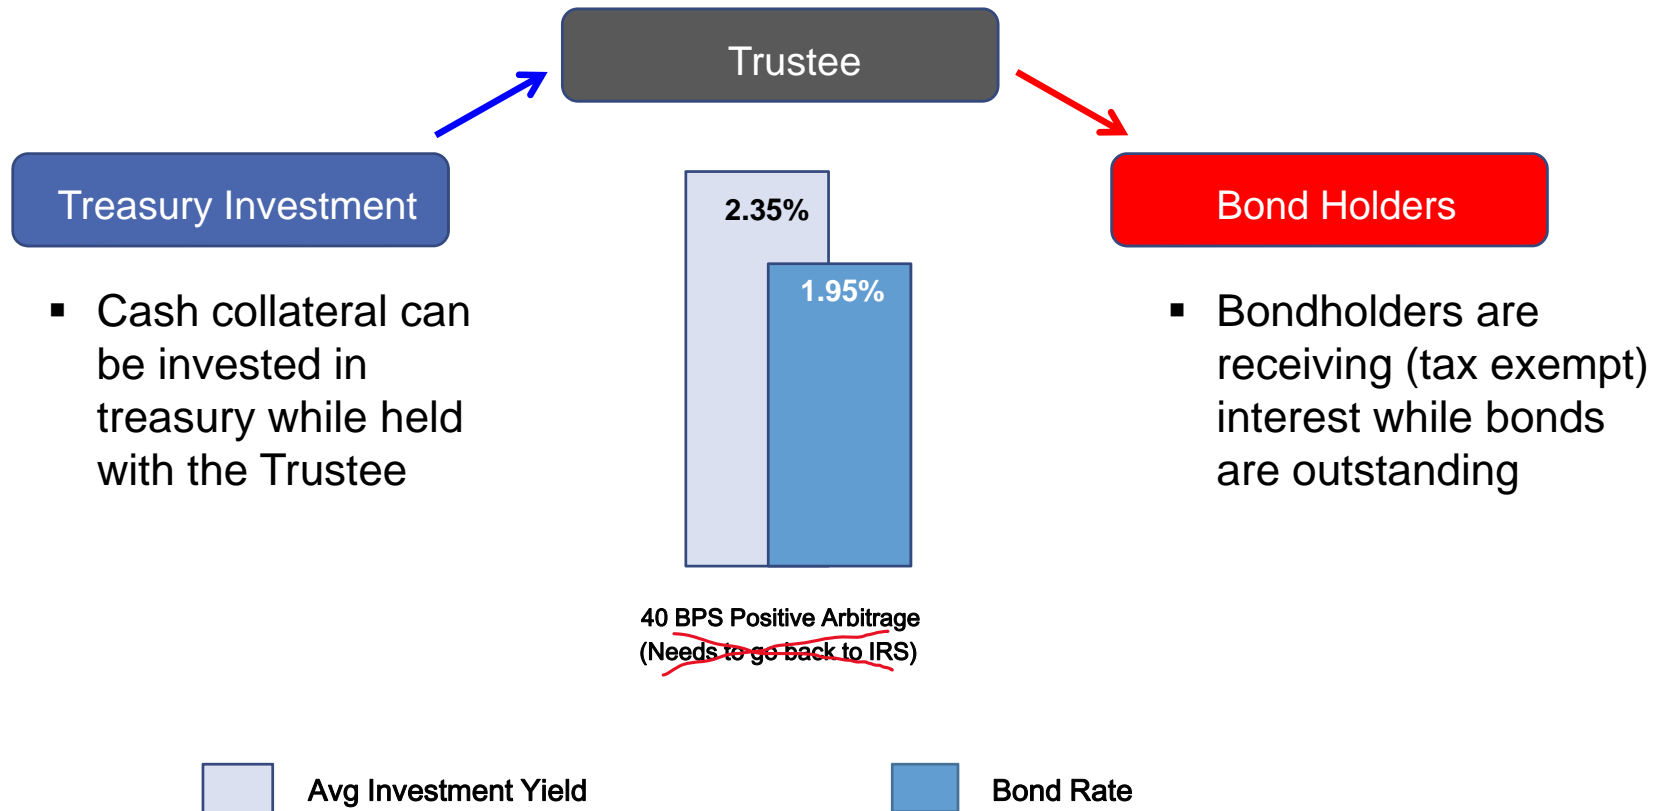 Trustee
Treasury Investment
Bond Holders
2.35%
1.95%
▪ Cash collateral can
be invested in
treasury while held
with the Trustee
▪ Bondholders are
receiving (tax exempt)
interest while bonds
are outstanding
40 BPS Positive Arbitrage
(Needs to go back to IRS)
Avg Investment Yield
Bond Rate